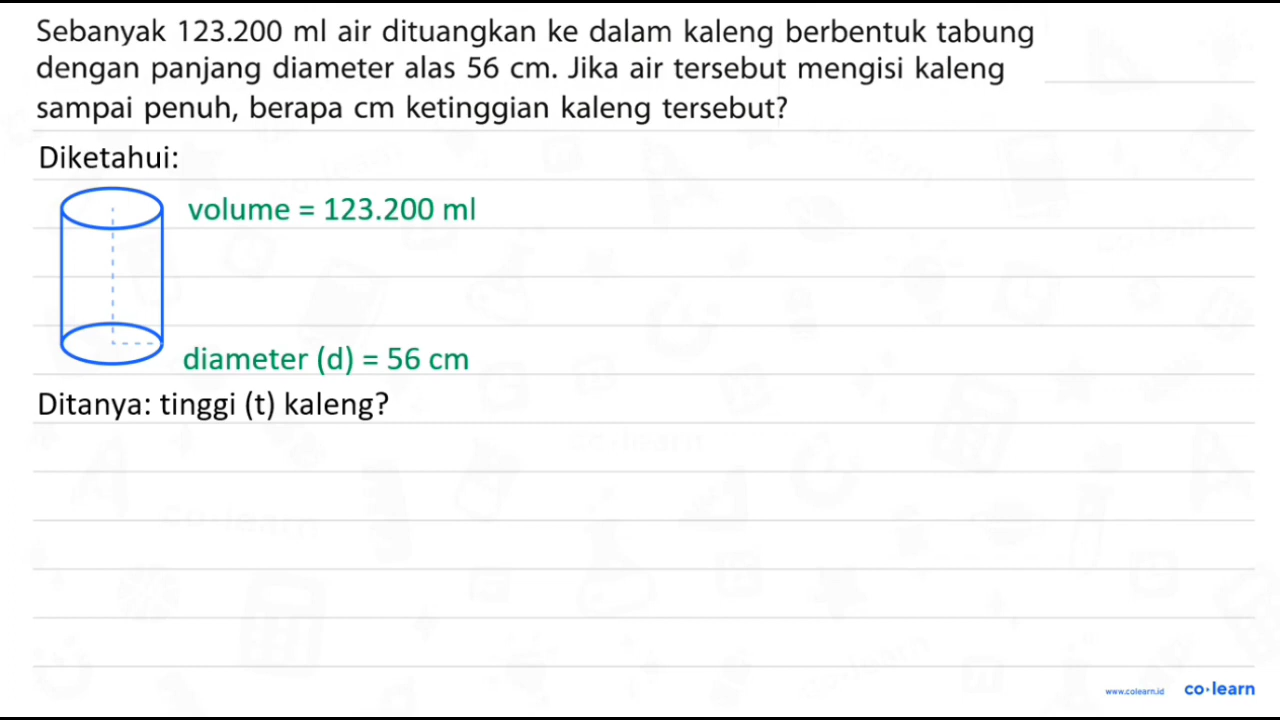 Sebanyak 123.200 ml air dituangkan ke dalam kaleng berbentuk tabung
dengan panjang diameter alas 56 cm. Jika air tersebut mengisi kaleng
sampai penuh, berapa cm ketinggian kaleng tersebut?
Diketahui:
volume = 123.200 ml
diameter (d) = 56 cm
Ditanya: tinggi (t) kaleng?
www.colearn.id co·learn